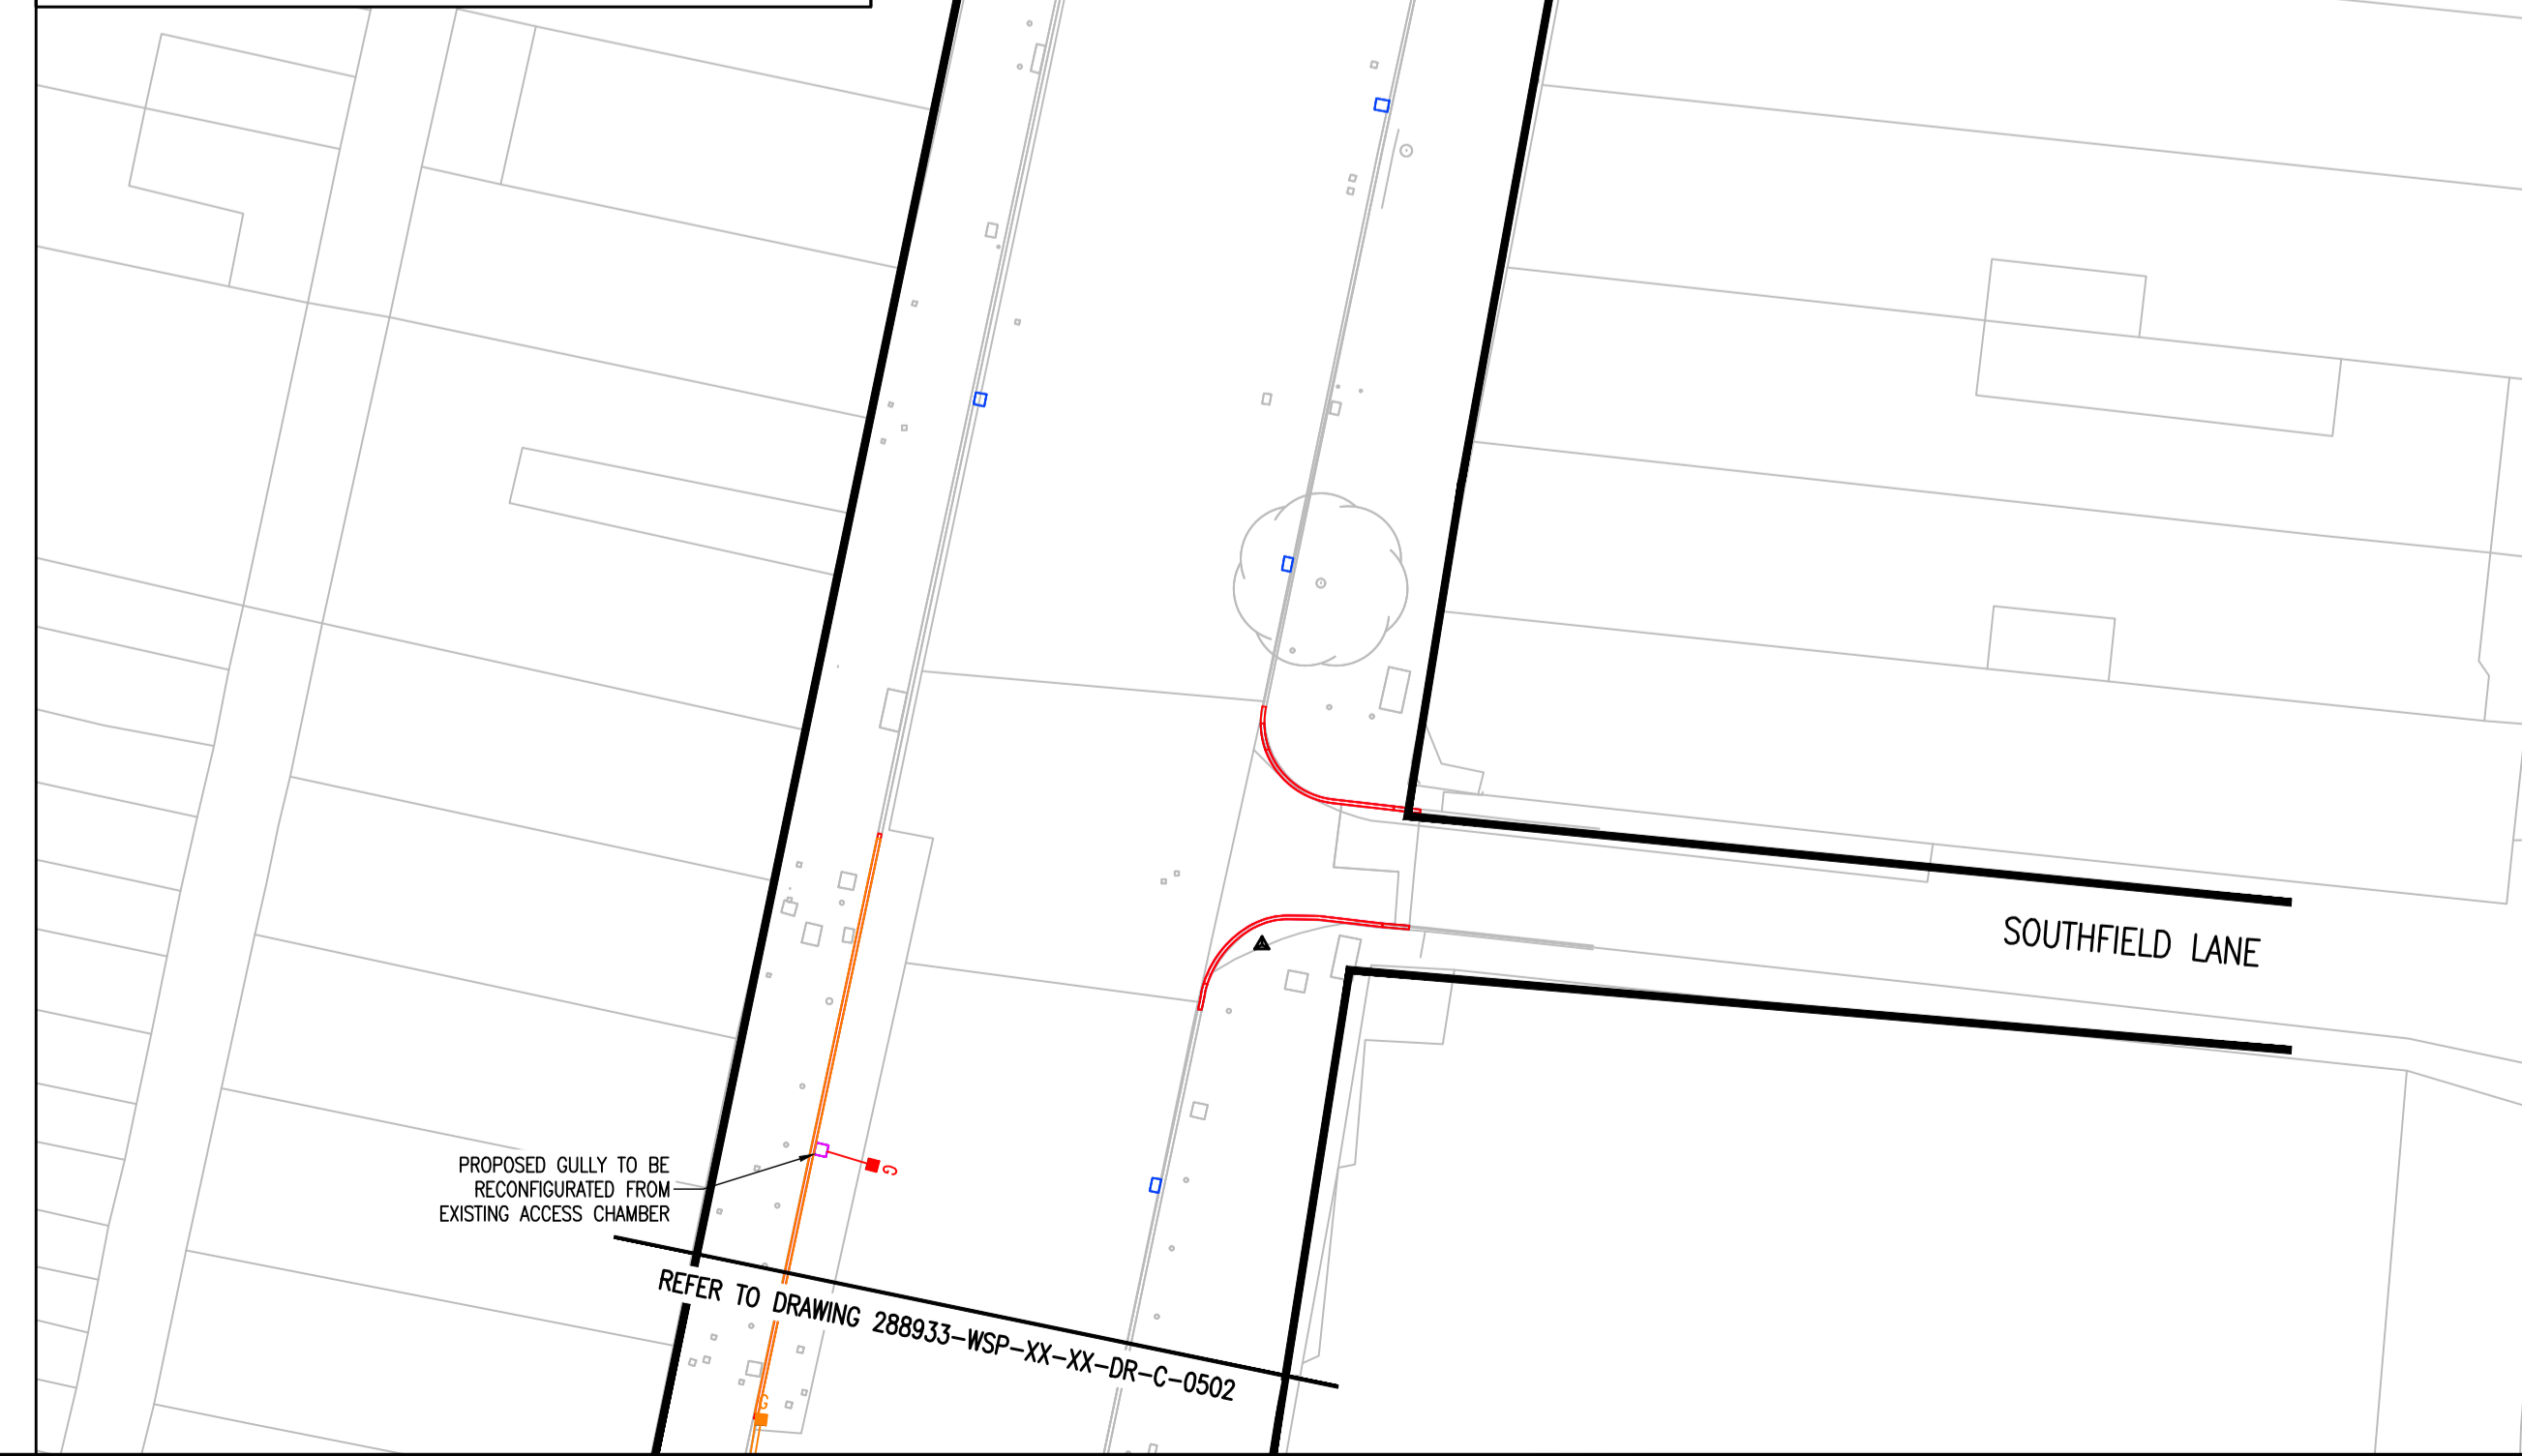 SOUTHFIELD LANE
PROPOSED GULLY TO BE
RECONFIGURATED FROM
EXISTING ACCESS CHAMBER
G
REFER TO DRAWING 288933-WSP-XX-XX-DR-C-0502
G